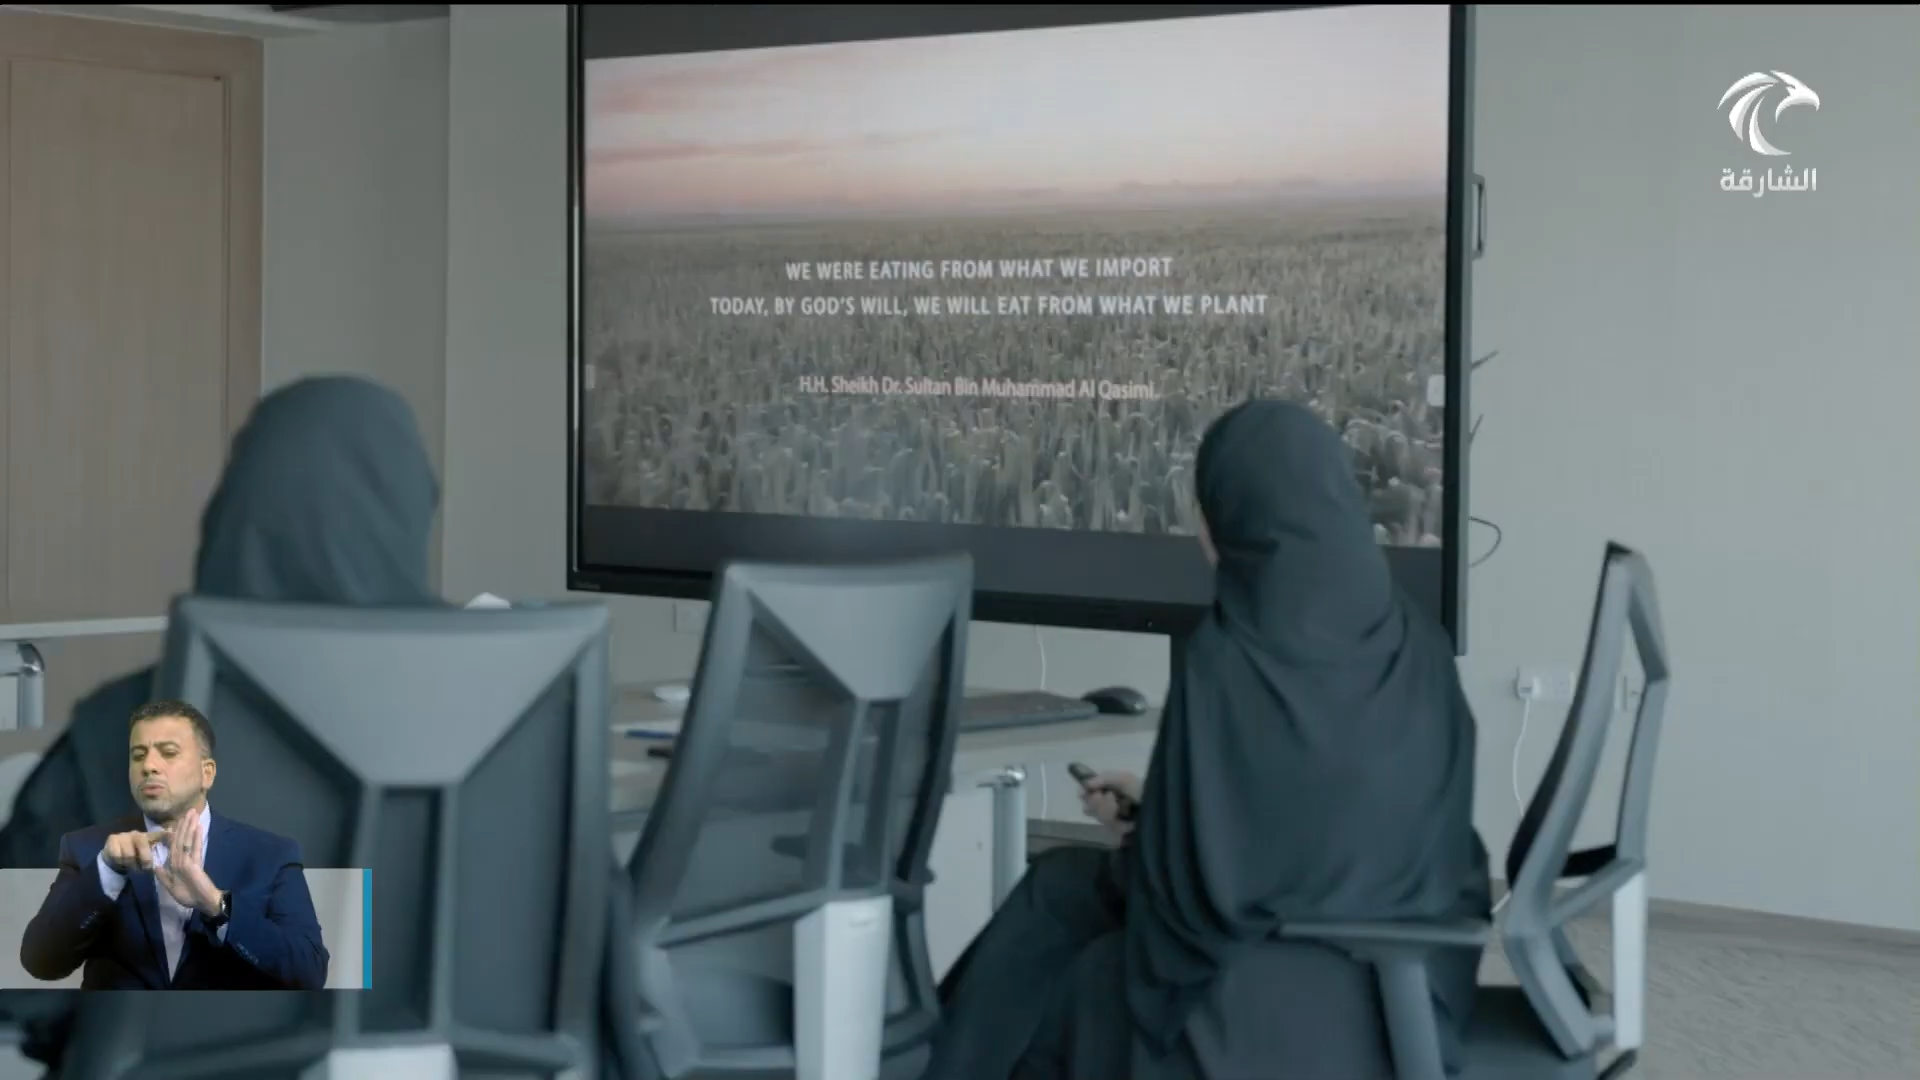 الشارقة
WE WERE EATING FROM WHAT WE IMPORT
TODAY, BY GOD'S WILL, WE WILL EAT FROM WHAT WE PLANT
H.H. Sheikh Dr. Sultan Bin Muhammad Al Qasimi